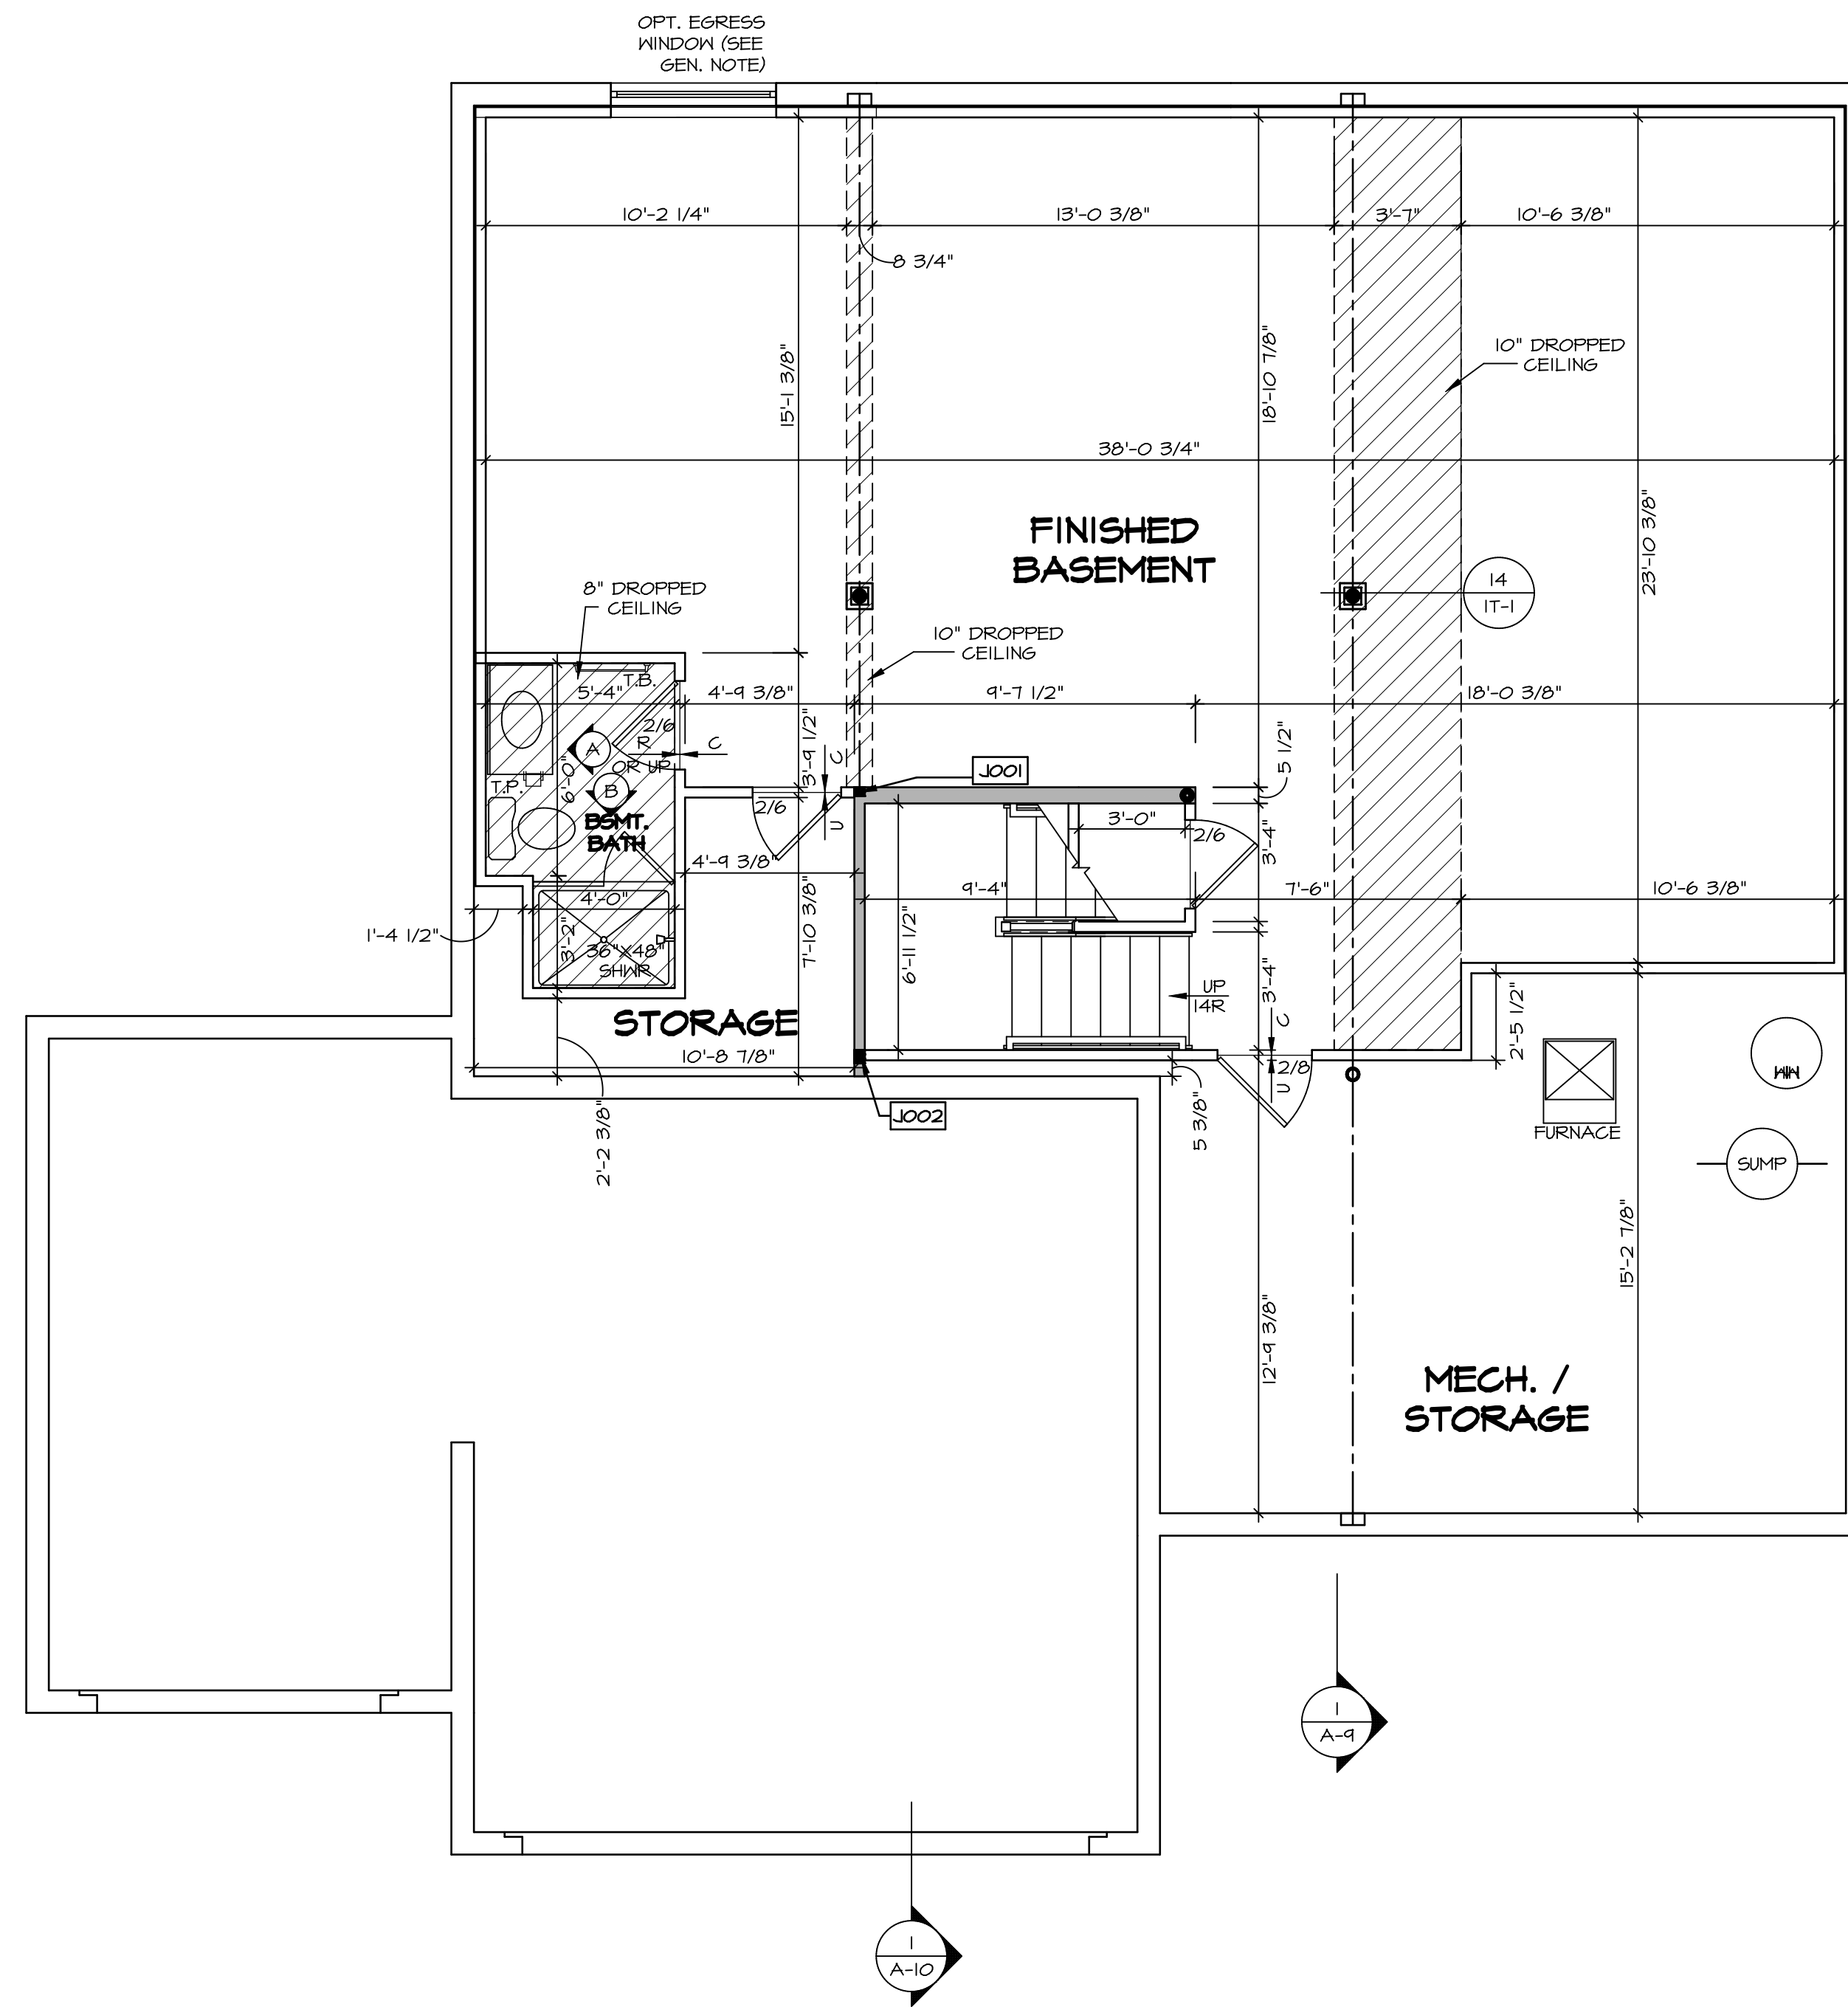 OPT. EGRESS
WINDOW (SEE
GEN. NOTE)
10'-2 1/4"
13'-0 3/8"
3'-7"
10'-6 3/8"
8 3/4"
15'-1 3/8"
18'-10 7/8"
10" DROPPED
CEILING
38'-0 3/4"
FINISHED
BASEMENT
23'-10 3/8"
14
1T-1
8" DROPPED
CEILING
10" DROPPED
CEILING
T.B.
5'-4"
4'-9 3/8"
9'-7 1/2"
18'-0 3/8"
2/6
R
C
OR UP
A
B
6'-0"
T.P.
BSMT.
BATH
3'-9 1/2"
C
U
2/6
J001
5 1/2"
3'-0"
2/6
3'-4"
4'-9 3/8"
9'-4"
7'-6"
10'-6 3/8"
4'-0"
1'-4 1/2"
3'-2"
36"X48"
SHWR
7'-10 3/8"
6'-11 1/2"
UP
14R
3'-4"
C
U
2/8
2'-5 1/2"
STORAGE
10'-8 7/8"
J002
2'-2 3/8"
5 3/8"
FURNACE
SUMP
15'-2 7/8"
12'-9 3/8"
MECH. /
STORAGE
1
A-9
1
A-10